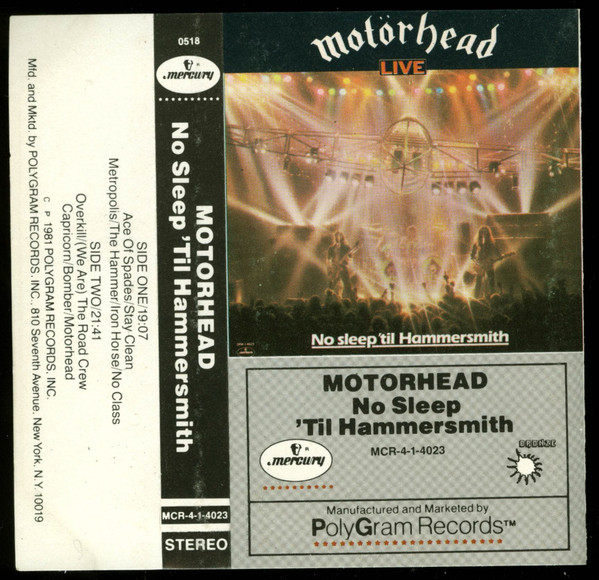 SIDE ONE/19:07
Ace Of Spades/Stay Clean
Metropolis/The Hammer/Iron Horse/No Class
SIDE TWO/21:41
Overkill/(We Are) The Road Crew
Capricorn/Bomber/Motorhead
C P 1981 POLYGRAM RECORDS, INC.
Mfd. and Mktd. by POLYGRAM RECORDS, INC., 810 Seventh Avenue, New York, N.Y. 10019
0518
mercury
MOTORHEAD
No Sleep 'Til Hammersmith
MCR-4-1-4023
STEREO
motörhead
LIVE
No sleep 'til Hammersmith
MOTORHEAD
No Sleep
'Til Hammersmith
MCR-4-1-4023
mercury
BRONZE
Manufactured and Marketed by
PolyGram Records™